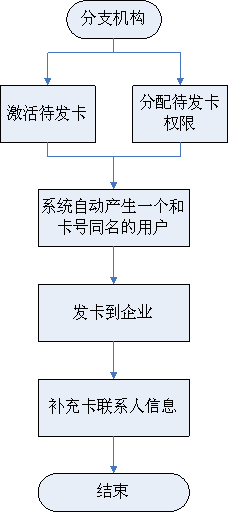 分支机构
激活待发卡
分配待发卡
权限
系统自动产生一个和
卡号同名的用户
发卡到企业
补充卡联系人信息
结束